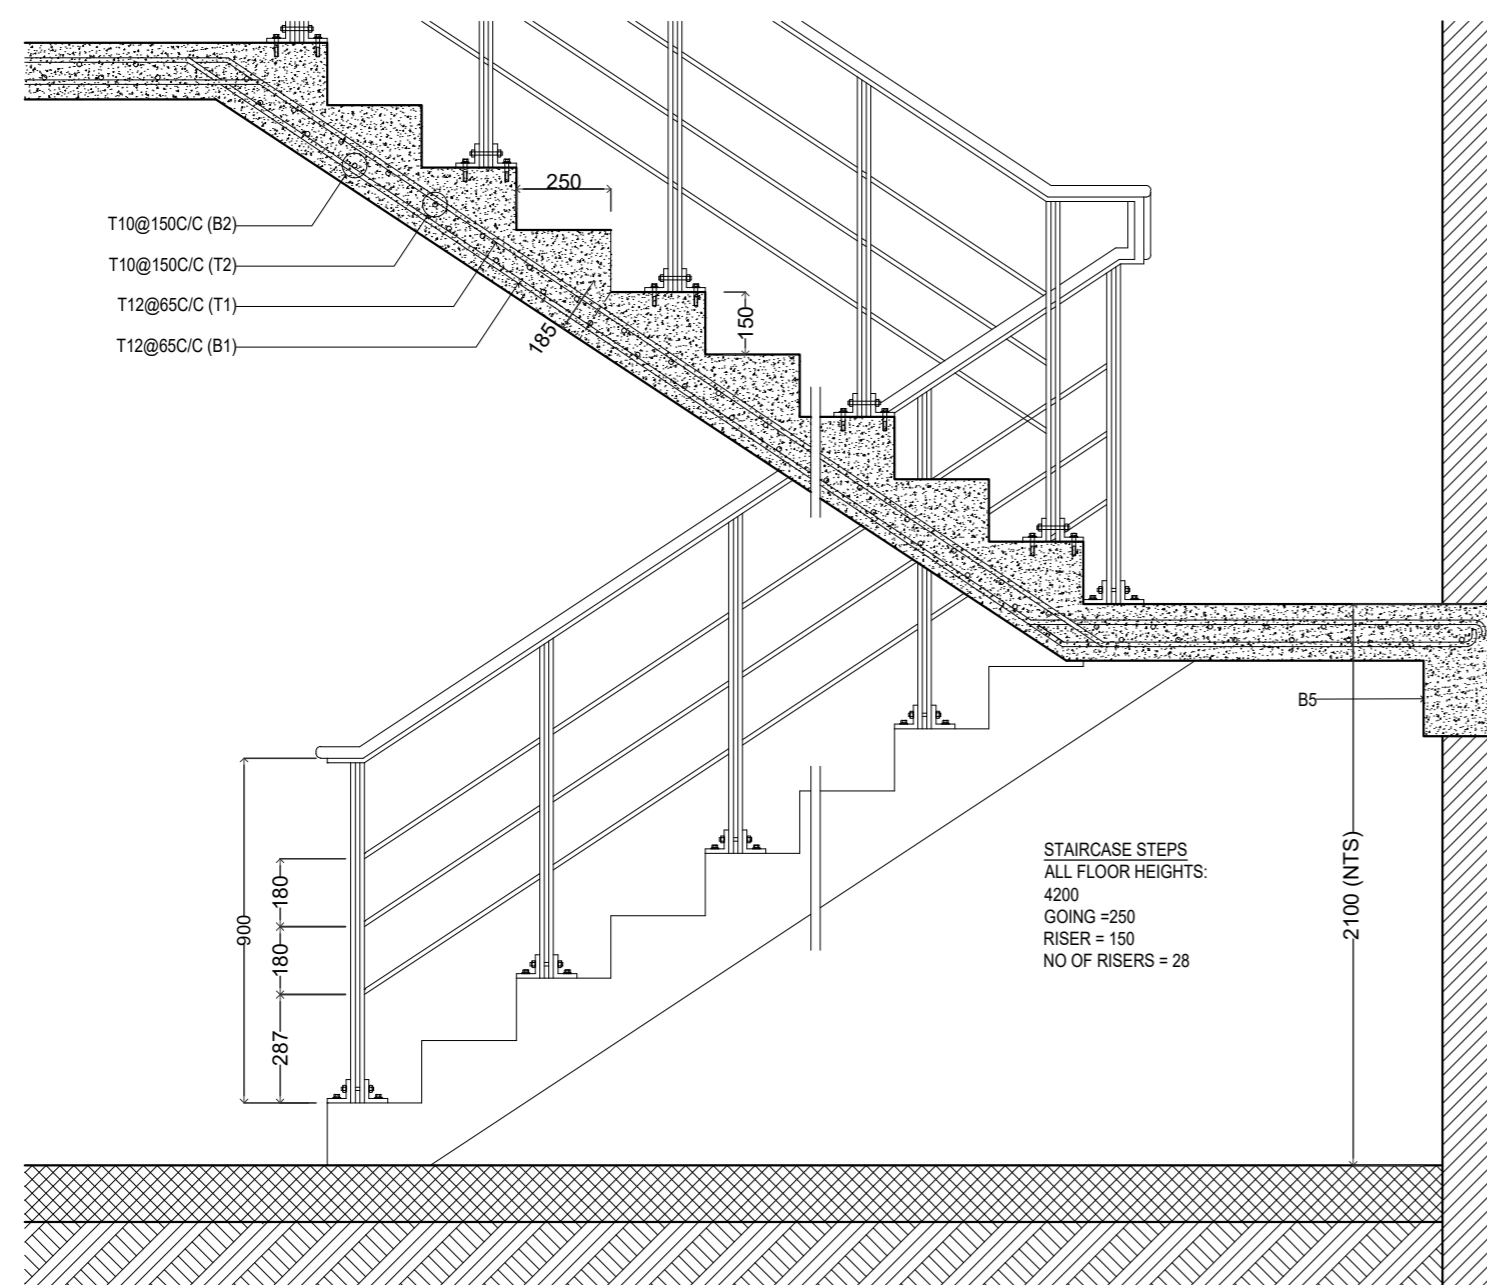 250
T10@150C/C (B2)
T10@150C/C (T2)
T12@65C/C (T1)
150
185
T12@65C/C (B1)
B5
STAIRCASE STEPS
ALL FLOOR HEIGHTS:
4200
GOING =250
RISER = 150
NO OF RISERS = 28
2100 (NTS)
180
900
180
287